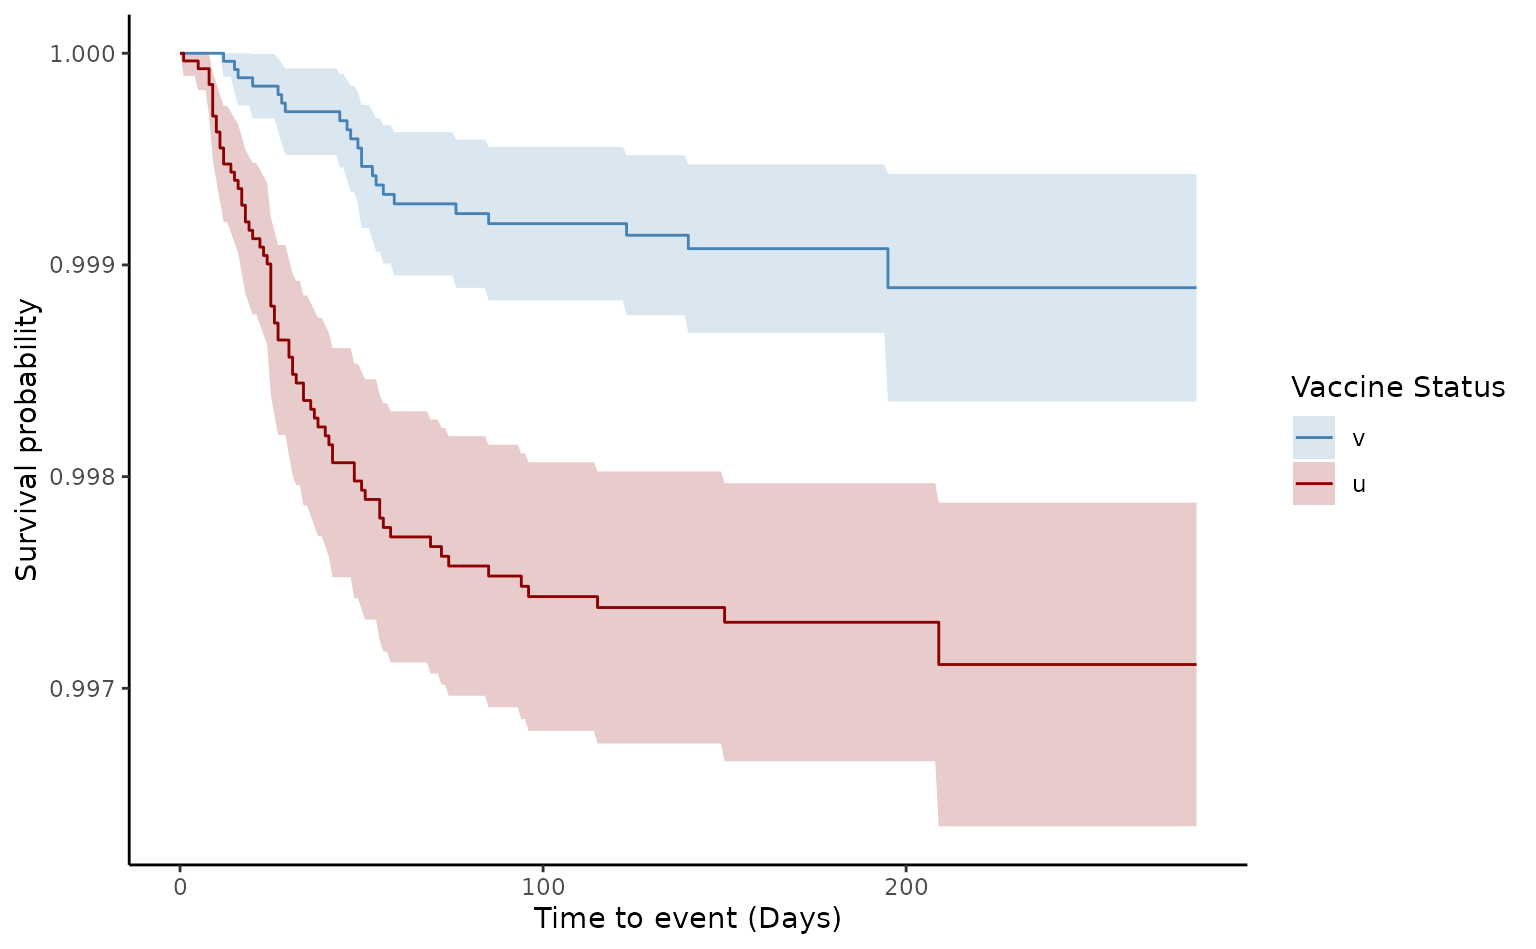 1.000
0.999
0.998
0.997
Survival probability
0
100
200
Time to event (Days)
Vaccine Status
v
u